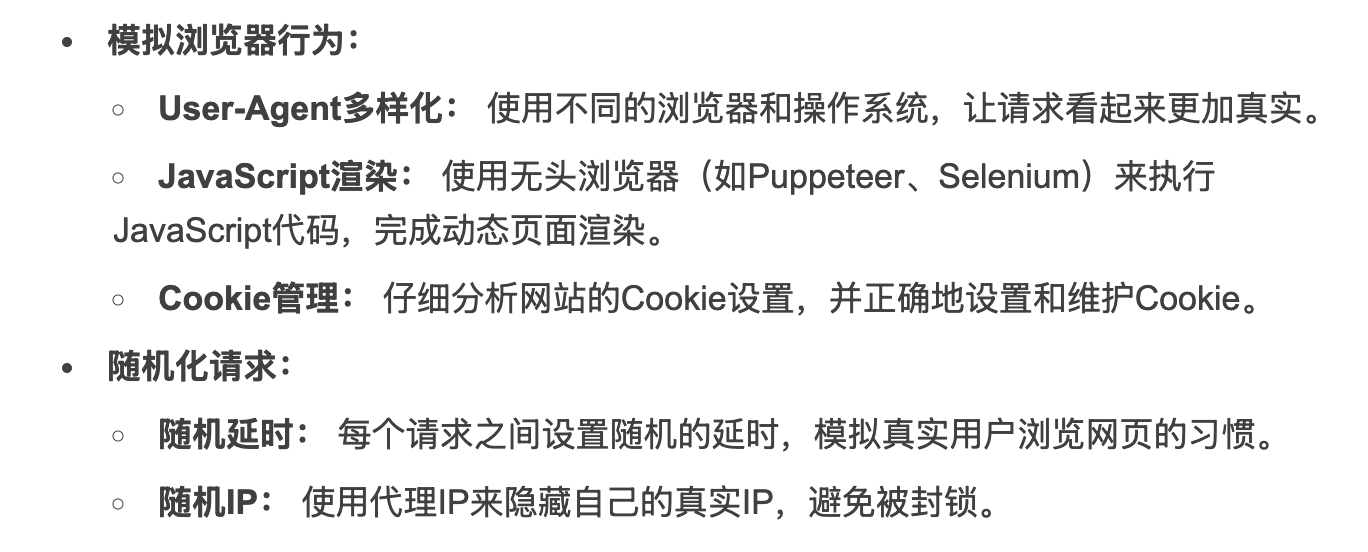 • 模拟浏览器行为：
○ User-Agent多样化： 使用不同的浏览器和操作系统，让请求看起来更加真实。
○ JavaScript渲染： 使用无头浏览器（如Puppeteer、Selenium）来执行
JavaScript代码，完成动态页面渲染。
○ Cookie管理： 仔细分析网站的Cookie设置，并正确地设置和维护Cookie。
• 随机化请求：
○ 随机延时： 每个请求之间设置随机的延时，模拟真实用户浏览网页的习惯。
○ 随机IP： 使用代理IP来隐藏自己的真实IP，避免被封锁。